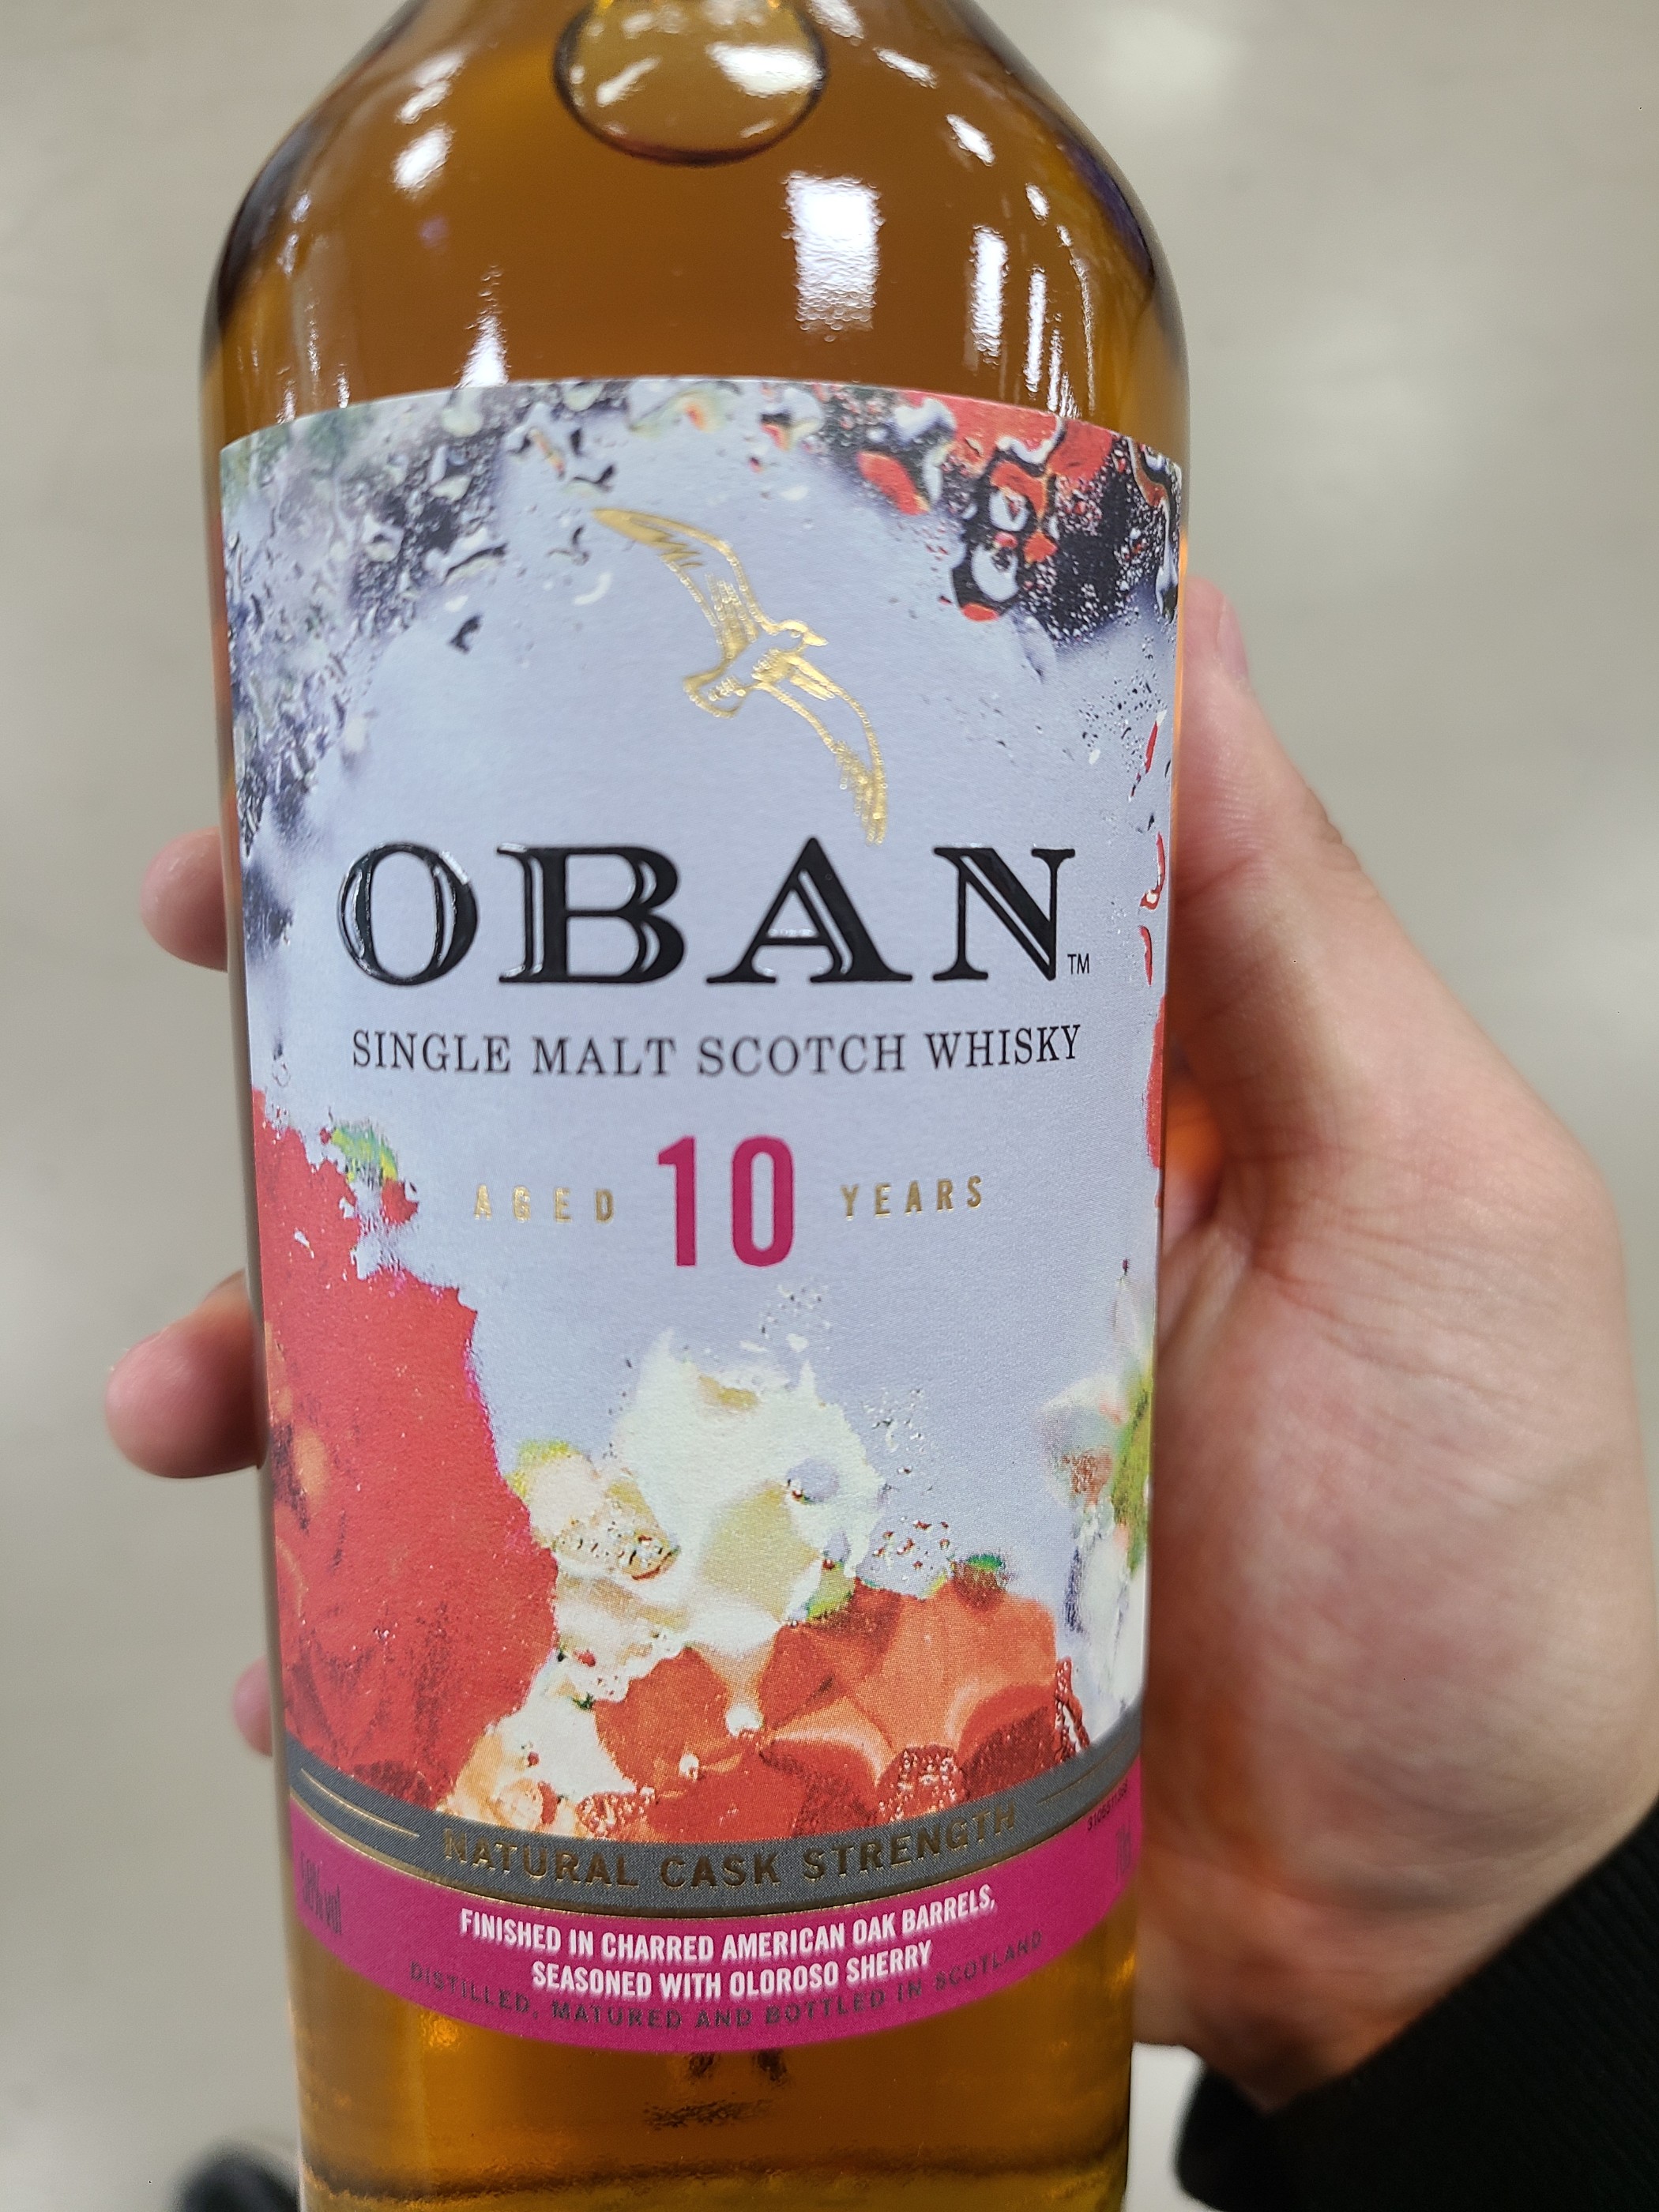 OBAN™
SINGLE MALT SCOTCH WHISKY
AGED 10 YEARS
NATURAL CASK STRENGTH
FINISHED IN CHARRED AMERICAN OAK BARRELS,
SEASONED WITH OLOROSO SHERRY
DISTILLED, MATURED AND BOTTLED IN SCOTLAND